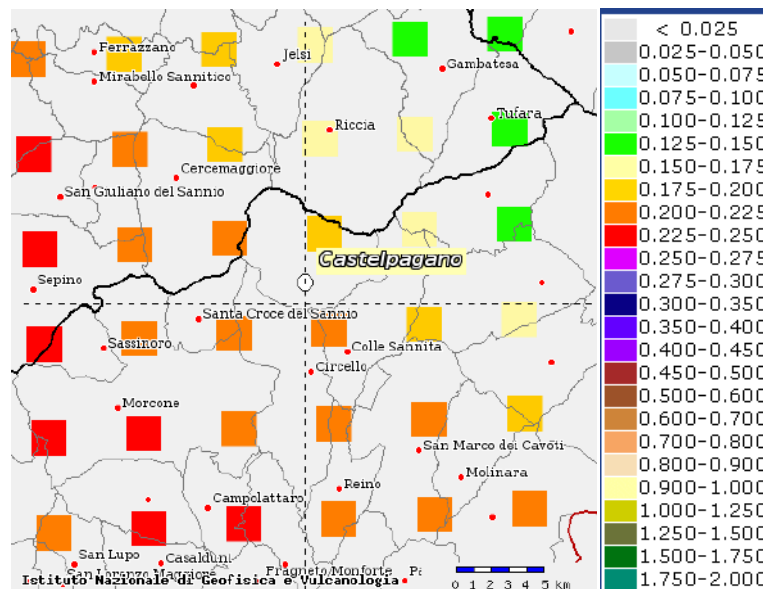 Ferrazzano
Jelsi
Gambatesa
Mirabello Sannitico
Tufara
Riccia
Cercemaggiore
San Giuliano del Sannio
Castelpagano
Sepino
Santa Croce del Sannio
Sassinoro
Colle Sannita
Circello
Morcone
San Marco dei Cavoti
Molinara
Reino
Campolattaro
San Lupo
Casalduni
San Lorenzo Maggiore
Fragneto Monforte
Pa
Istituto Nazionale di Geofisica e Vulcanologia
0 1 2 3 4 5 km
< 0.025
0.025-0.050
0.050-0.075
0.075-0.100
0.100-0.125
0.125-0.150
0.150-0.175
0.175-0.200
0.200-0.225
0.225-0.250
0.250-0.275
0.275-0.300
0.300-0.350
0.350-0.400
0.400-0.450
0.450-0.500
0.500-0.600
0.600-0.700
0.700-0.800
0.800-0.900
0.900-1.000
1.000-1.250
1.250-1.500
1.500-1.750
1.750-2.000